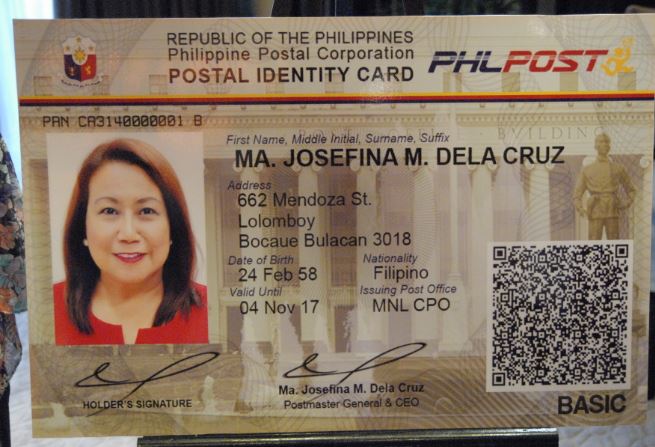 REPUBLIC OF THE PHILIPPINES
Philippine Postal Corporation
POSTAL IDENTITY CARD
PHLPOST
PRN CA3140000001 B
First Name, Middle Initial, Surname, Suffix
MA. JOSEFINA M. DELA CRUZ
Address
662 Mendoza St.
Lolomboy
Bocaue Bulacan 3018
Date of Birth Nationality
24 Feb 58 Filipino
Valid Until Issuing Post Office
04 Nov 17 MNL CPO
BUILDING
HOLDER'S SIGNATURE
Ma. Josefina M. Dela Cruz
Postmaster General & CEO
BASIC